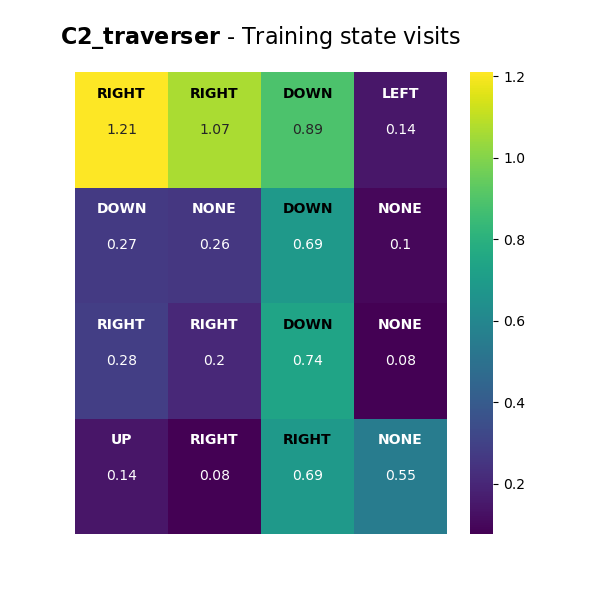 C2_traverser - Training state visits
RIGHT RIGHT DOWN LEFT
1.21 1.07 0.89 0.14
DOWN NONE DOWN NONE
0.27 0.26 0.69 0.1
RIGHT RIGHT DOWN NONE
0.28 0.2 0.74 0.08
UP RIGHT RIGHT NONE
0.14 0.08 0.69 0.55
1.2
1.0
0.8
0.6
0.4
0.2